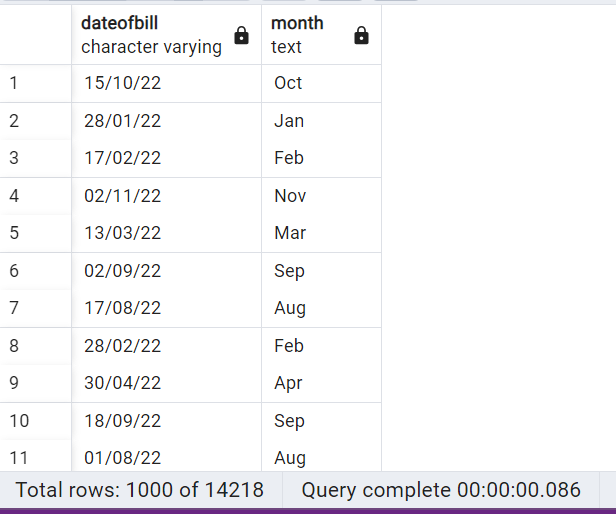 dateofbill month
character varying text
1 15/10/22 Oct
2 28/01/22 Jan
3 17/02/22 Feb
4 02/11/22 Nov
5 13/03/22 Mar
6 02/09/22 Sep
7 17/08/22 Aug
8 28/02/22 Feb
9 30/04/22 Apr
10 18/09/22 Sep
11 01/08/22 Aug
Total rows: 1000 of 14218 Query complete 00:00:00.086